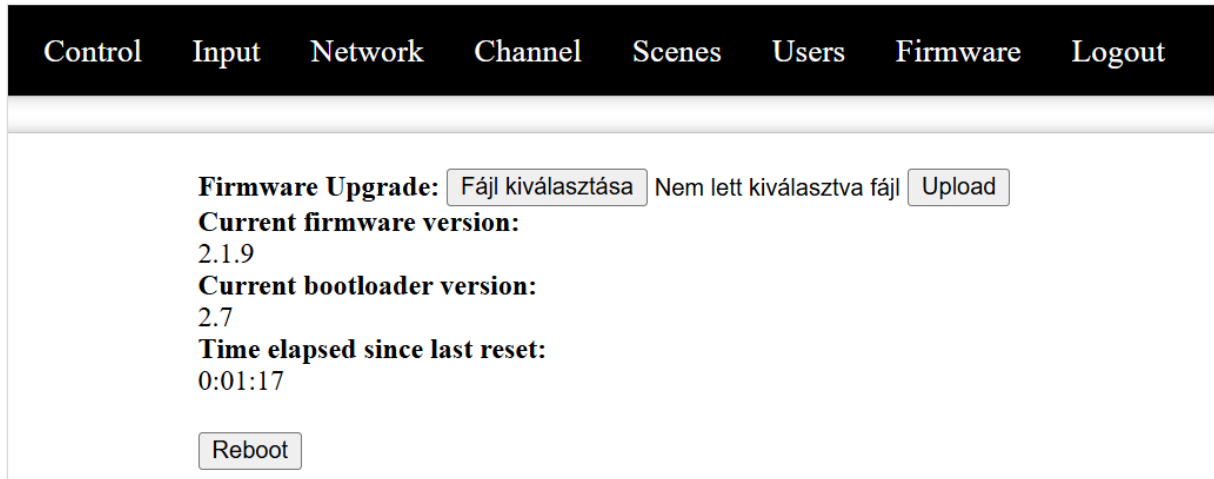 Control Input Network Channel Scenes Users Firmware Logout
Firmware Upgrade: Fájl kiválasztása Nem lett kiválasztva fájl Upload
Current firmware version:
2.1.9
Current bootloader version:
2.7
Time elapsed since last reset:
0:01:17
Reboot